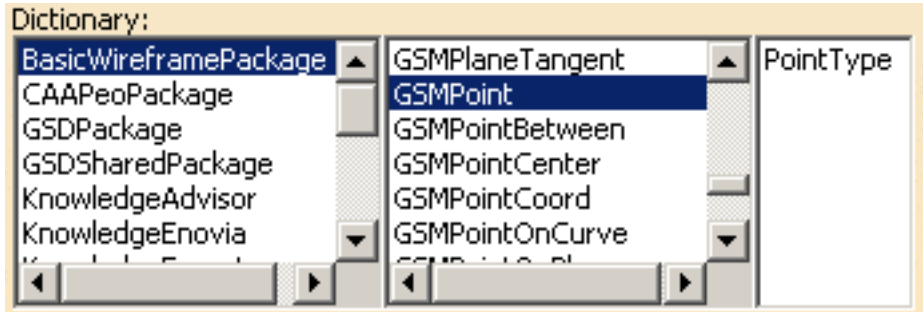 Dictionary:
BasicWireframePackage
CAAPeoPackage
GSDPackage
GSDSharedPackage
KnowledgeAdvisor
KnowledgeEnovia
GSMPlaneTangent
GSMPoint
GSMPointBetween
GSMPointCenter
GSMPointCoord
GSMPointOnCurve
PointType